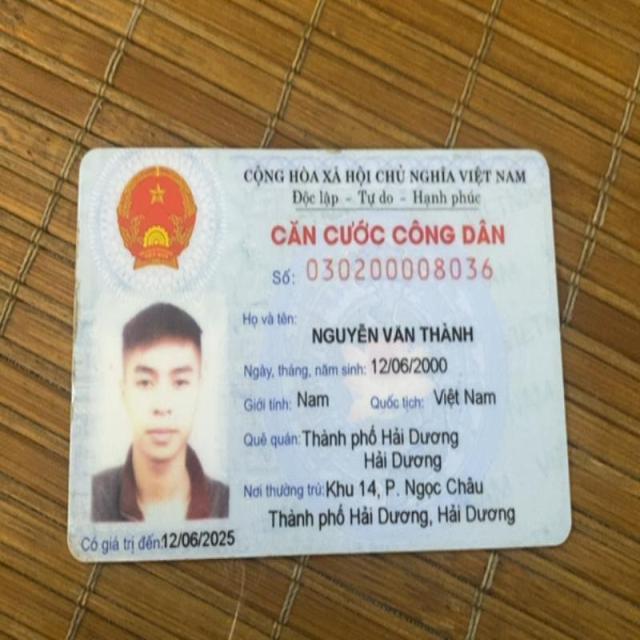 CỘNG HÒA XÃ HỘI CHỦ NGHĨA VIỆT NAM
Độc lập - Tự do - Hạnh phúc
CĂN CƯỚC CÔNG DÂN
Số: 030200008036
Họ và tên:
NGUYỄN VĂN THÀNH
Ngày, tháng, năm sinh: 12/06/2000
Giới tính: Nam Quốc tịch: Việt Nam
Quê quán: Thành phố Hải Dương
Hải Dương
Nơi thường trú: Khu 14, P. Ngọc Châu
Thành phố Hải Dương, Hải Dương
Có giá trị đến: 12/06/2025